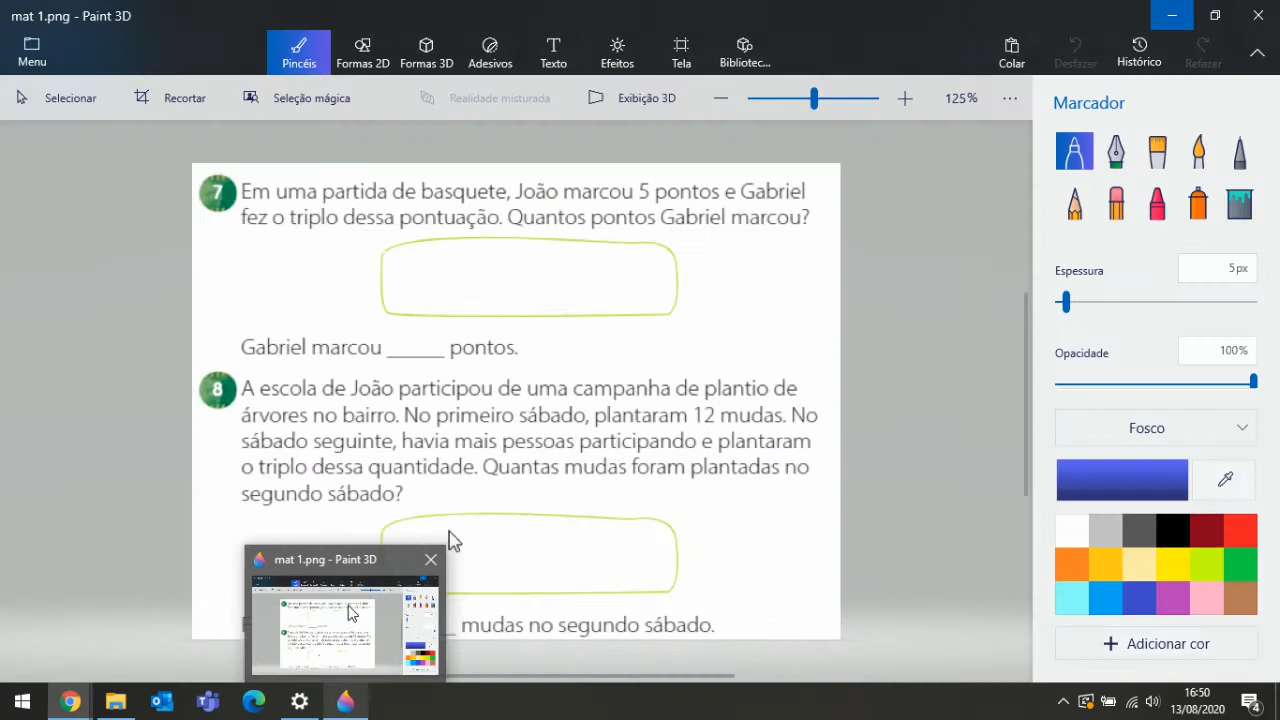 mat 1.png - Paint 3D
Menu
Pincéis
Formas 2D
Formas 3D
Adesivos
Texto
Efeitos
Tela
Bibliotec...
Colar
Desfazer
Histórico
Refazer
Selecionar
Recortar
Seleção mágica
Realidade misturada
Exibição 3D
125%
Marcador
7
Em uma partida de basquete, João marcou 5 pontos e Gabriel
fez o triplo dessa pontuação. Quantos pontos Gabriel marcou?
Gabriel marcou ______ pontos.
8
A escola de João participou de uma campanha de plantio de
árvores no bairro. No primeiro sábado, plantaram 12 mudas. No
sábado seguinte, havia mais pessoas participando e plantaram
o triplo dessa quantidade. Quantas mudas foram plantadas no
segundo sábado?
mudas no segundo sábado.
mat 1.png - Paint 3D
Espessura
5px
Opacidade
100%
Fosco
Adicionar cor
16:50
13/08/2020
4